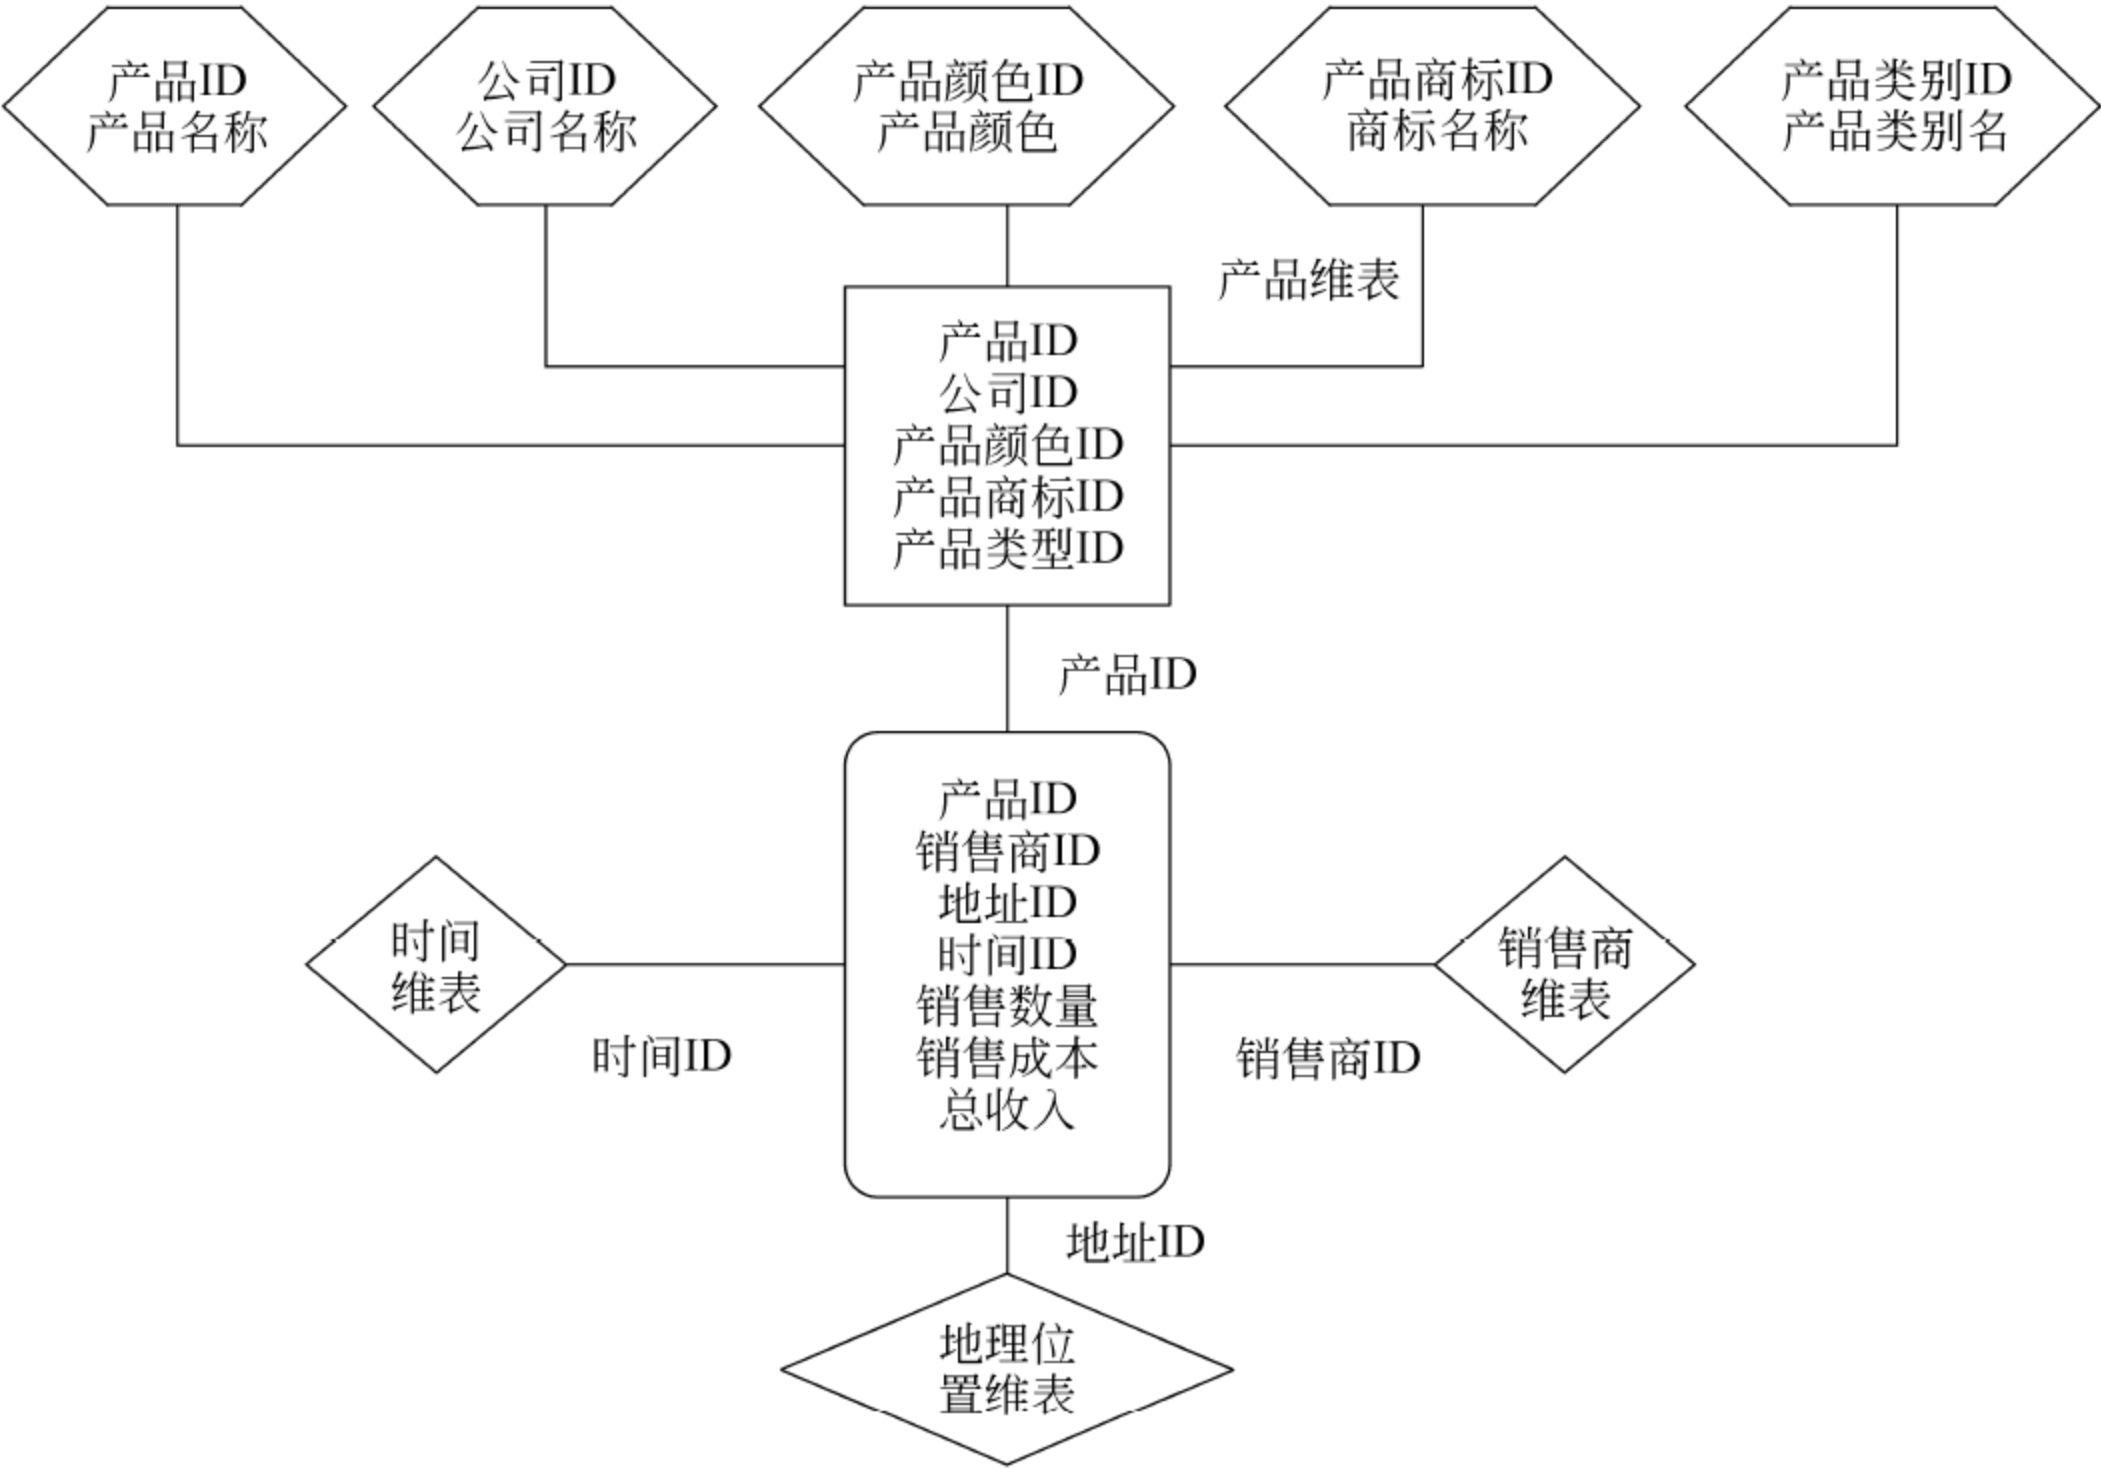 产品ID
产品名称
公司ID
公司名称
产品颜色ID
产品颜色
产品商标ID
商标名称
产品类别ID
产品类别名
产品维表
产品ID
公司ID
产品颜色ID
产品商标ID
产品类型ID
产品ID
产品ID
销售商ID
地址ID
时间ID
销售数量
销售成本
总收入
时间
维表
时间ID
销售商
维表
销售商ID
地址ID
地理位
置维表